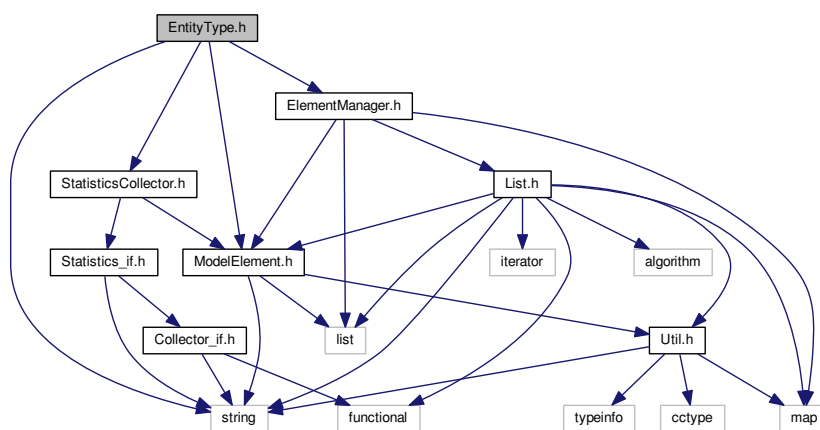 EntityType.h
ElementManager.h
StatisticsCollector.h
List.h
Statistics_if.h
ModelElement.h
iterator
algorithm
Collector_if.h
list
Util.h
string
functional
typeinfo
cctype
map